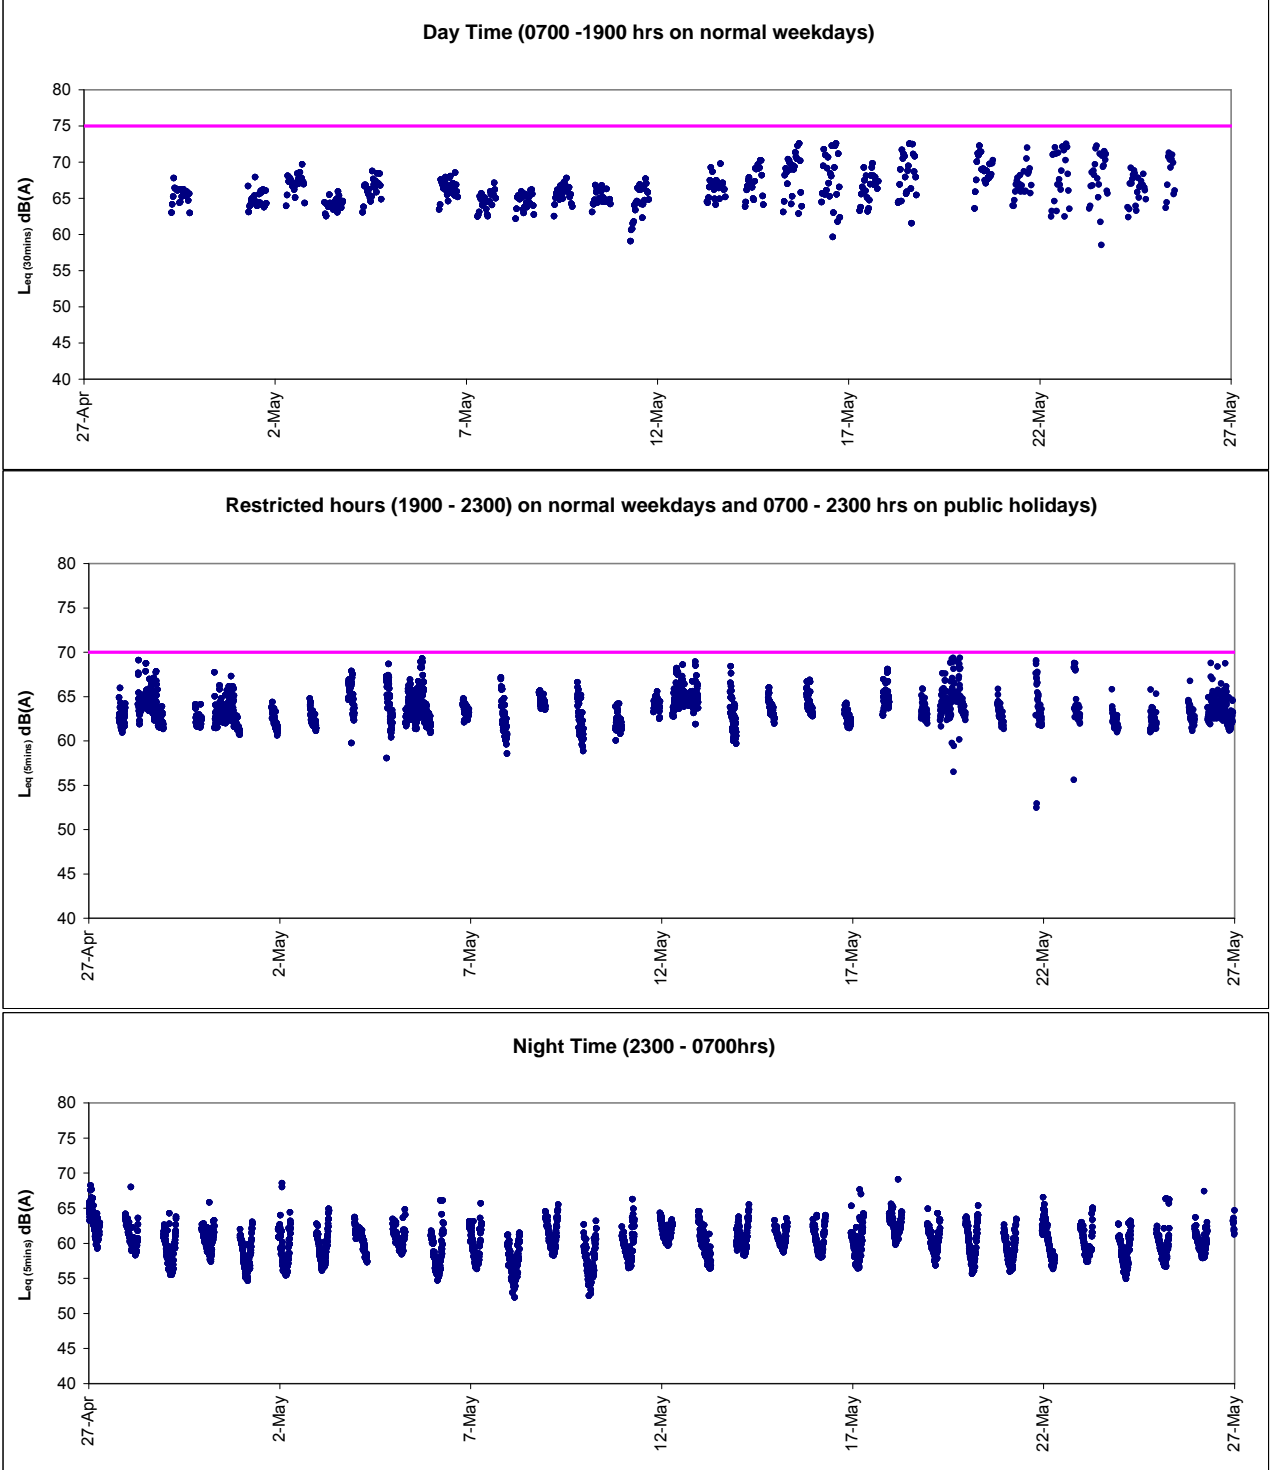 Day Time (0700 -1900 hrs on normal weekdays)
Leq (30mins) dB(A)
80
75
70
65
60
55
50
45
40
27-Apr
2-May
7-May
12-May
17-May
22-May
27-May
Restricted hours (1900 - 2300) on normal weekdays and 0700 - 2300 hrs on public holidays)
Leq (5mins) dB(A)
80
75
70
65
60
55
50
45
40
27-Apr
2-May
7-May
12-May
17-May
22-May
27-May
Night Time (2300 - 0700hrs)
Leq (5mins) dB(A)
80
75
70
65
60
55
50
45
40
27-Apr
2-May
7-May
12-May
17-May
22-May
27-May